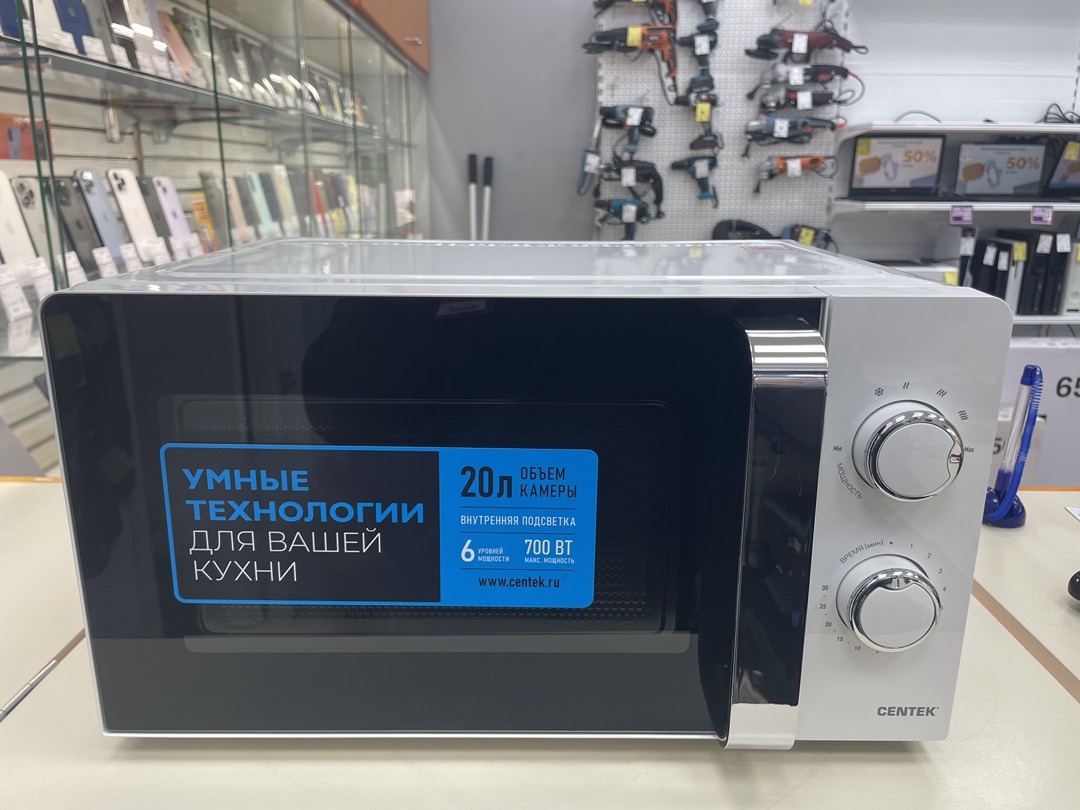 50%
50%
65
УМНЫЕ
ТЕХНОЛОГИИ
ДЛЯ ВАШЕЙ
КУХНИ
20л ОБЪЕМ
КАМЕРЫ
ВНУТРЕННЯЯ ПОДСВЕТКА
6 УРОВНЕЙ
МОЩНОСТИ
700 ВТ
МАКС. МОЩНОСТЬ
www.centek.ru
Min
Max
МОЩНОСТЬ
ВРЕМЯ (мин)
1
2
3
4
10
15
20
25
30
CENTEK